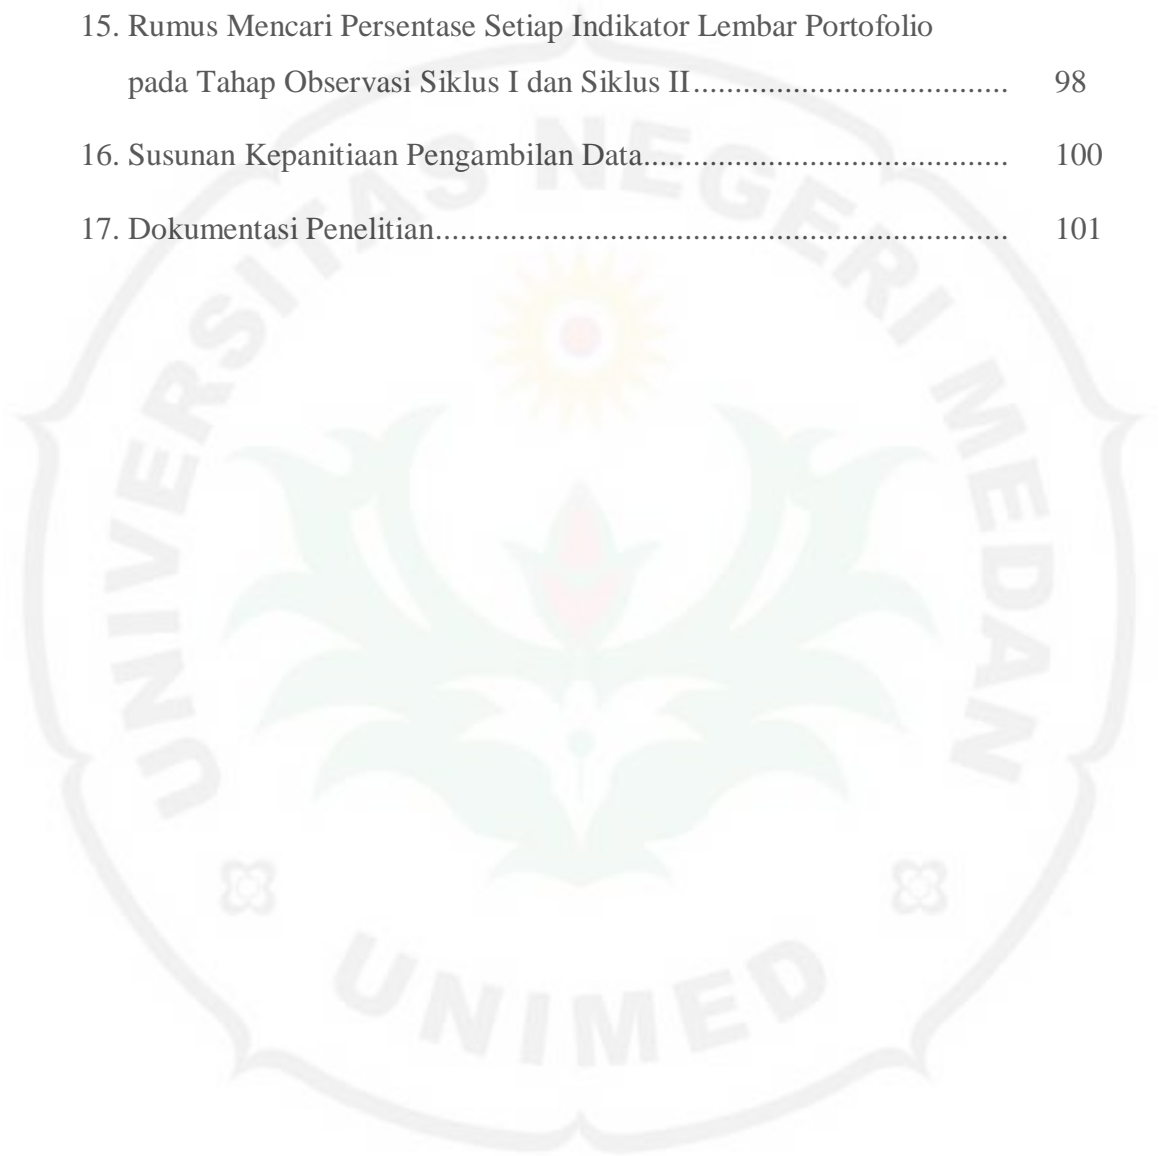 15. Rumus Mencari Persentase Setiap Indikator Lembar Portofolio
pada Tahap Observasi Siklus I dan Siklus II...................................... 98
16. Susunan Kepanitiaan Pengambilan Data......................................... 100
17. Dokumentasi Penelitian..................................................................... 101
UNIVERSITAS NEGERI MEDAN
UNIMED